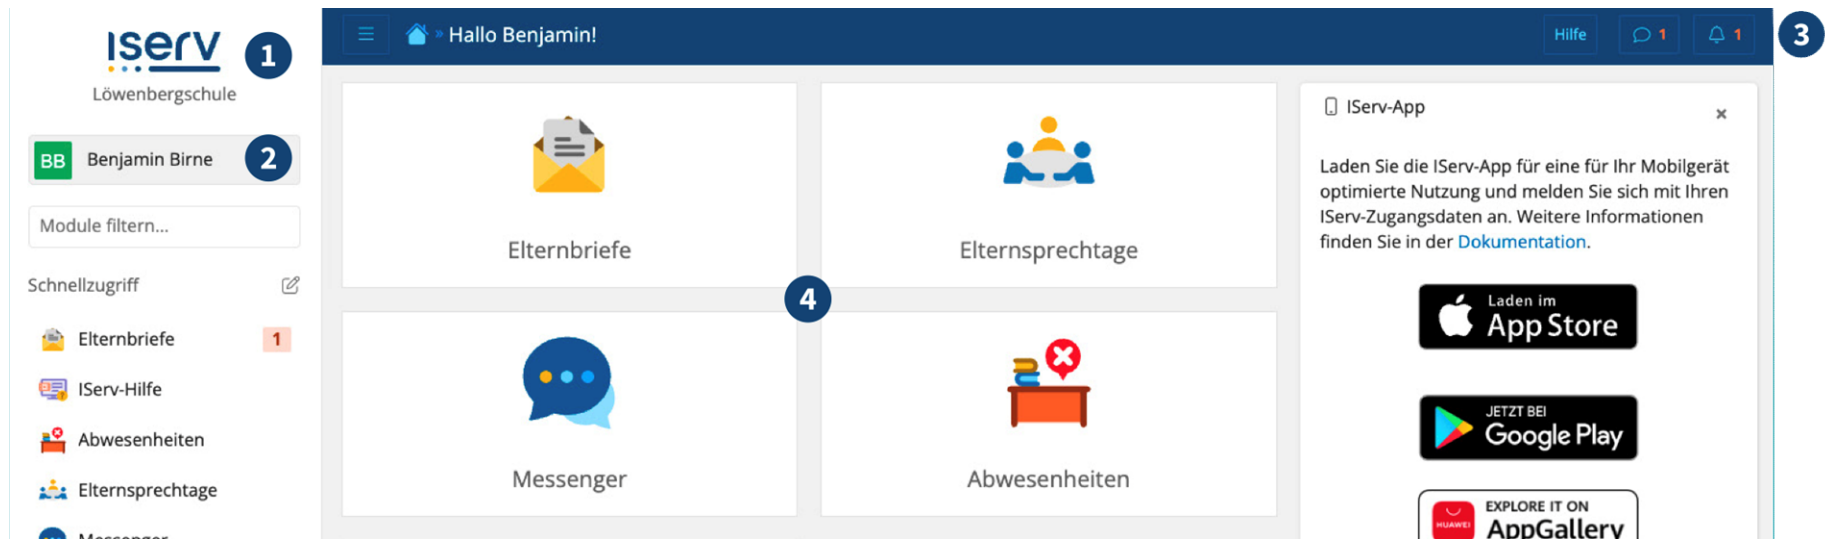 IServ
1
Löwenbergschule
BB
Benjamin Birne
2
Module filtern...
Schnellzugriff
Elternbriefe
1
IServ-Hilfe
Abwesenheiten
Elternsprechtage
Messenger
» Hallo Benjamin!
Hilfe
1
1
3
Elternbriefe
Elternsprechtage
4
Messenger
Abwesenheiten
IServ-App
×
Laden Sie die IServ-App für eine für Ihr Mobilgerät
optimierte Nutzung und melden Sie sich mit Ihren
IServ-Zugangsdaten an. Weitere Informationen
finden Sie in der Dokumentation.
Laden im
App Store
JETZT BEI
Google Play
HUAWEI
EXPLORE IT ON
AppGallery